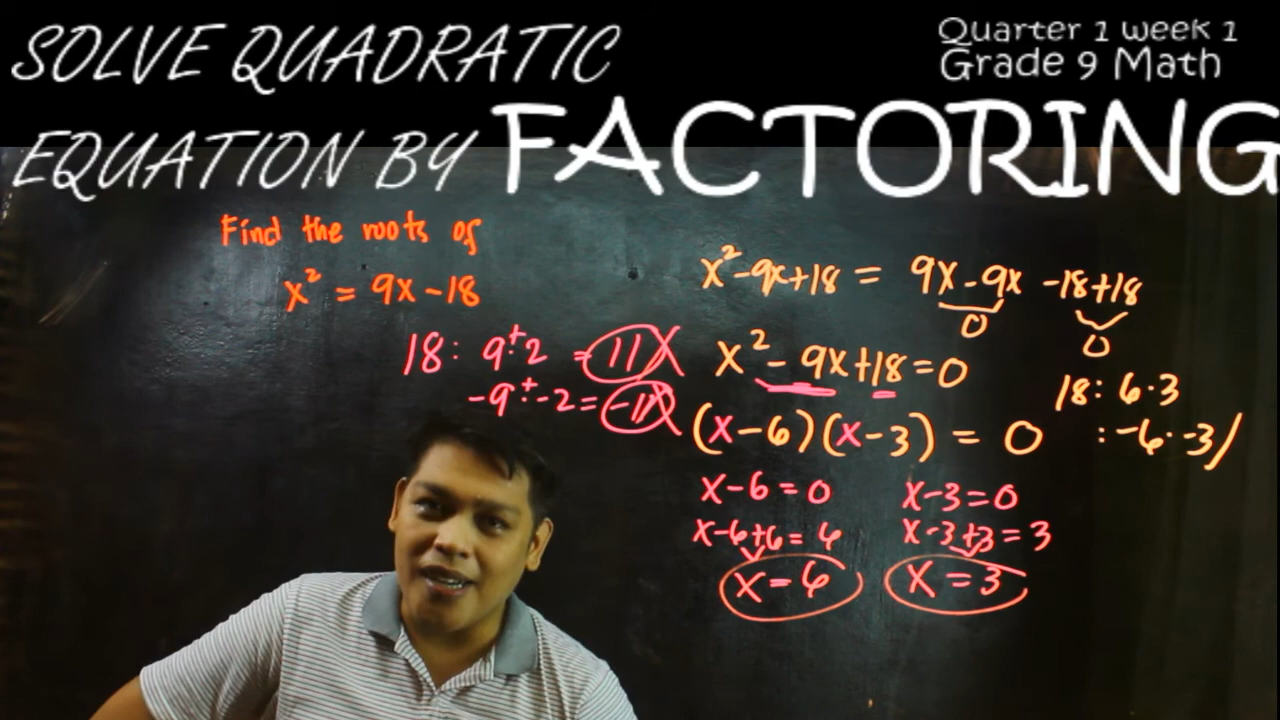 SOLVE QUADRATIC
EQUATION BY FACTORING
Quarter 1 week 1
Grade 9 Math
Find the roots of
x² = 9x - 18
18: 9 ⁺· 2 = 11 X
-9 ⁺· -2 = -11 X
x² - 9x + 18 = 9x - 9x - 18 + 18
0
0
x² - 9x + 18 = 0
(x - 6)(x - 3) = 0
18: 6 · 3
: -6 · -3 /
x - 6 = 0
x - 6 + 6 = 6
x = 6
x - 3 = 0
x - 3 + 3 = 3
x = 3